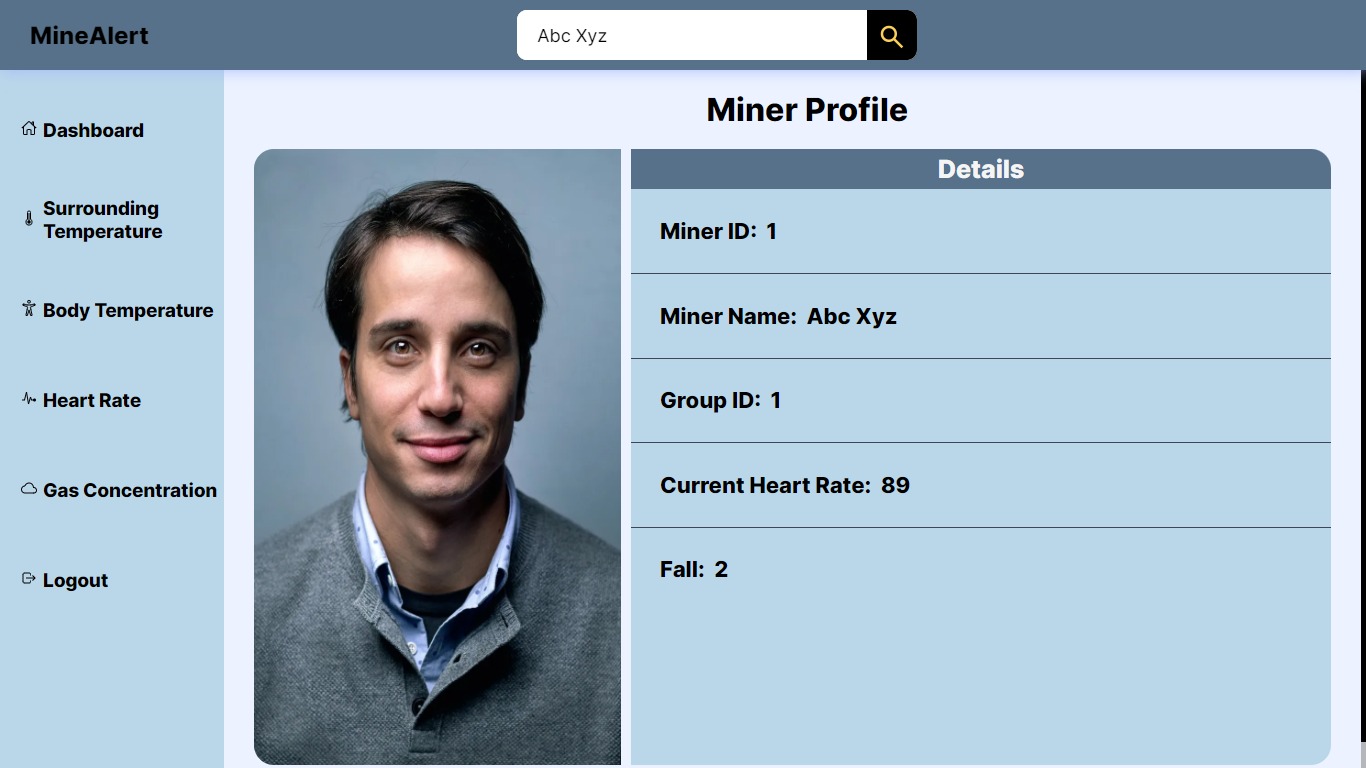 MineAlert
Abc Xyz
Dashboard
Surrounding
Temperature
Body Temperature
Heart Rate
Gas Concentration
Logout
Miner Profile
Details
Miner ID: 1
Miner Name: Abc Xyz
Group ID: 1
Current Heart Rate: 89
Fall: 2